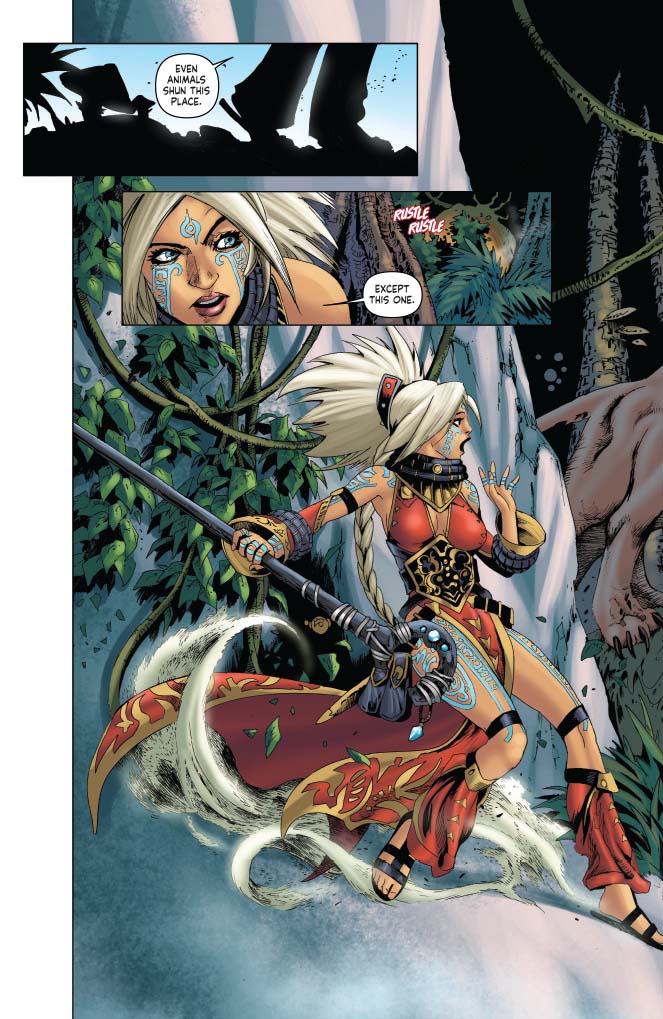 EVEN
ANIMALS
SHUN THIS
PLACE.
RUSTLE
RUSTLE
EXCEPT
THIS ONE.